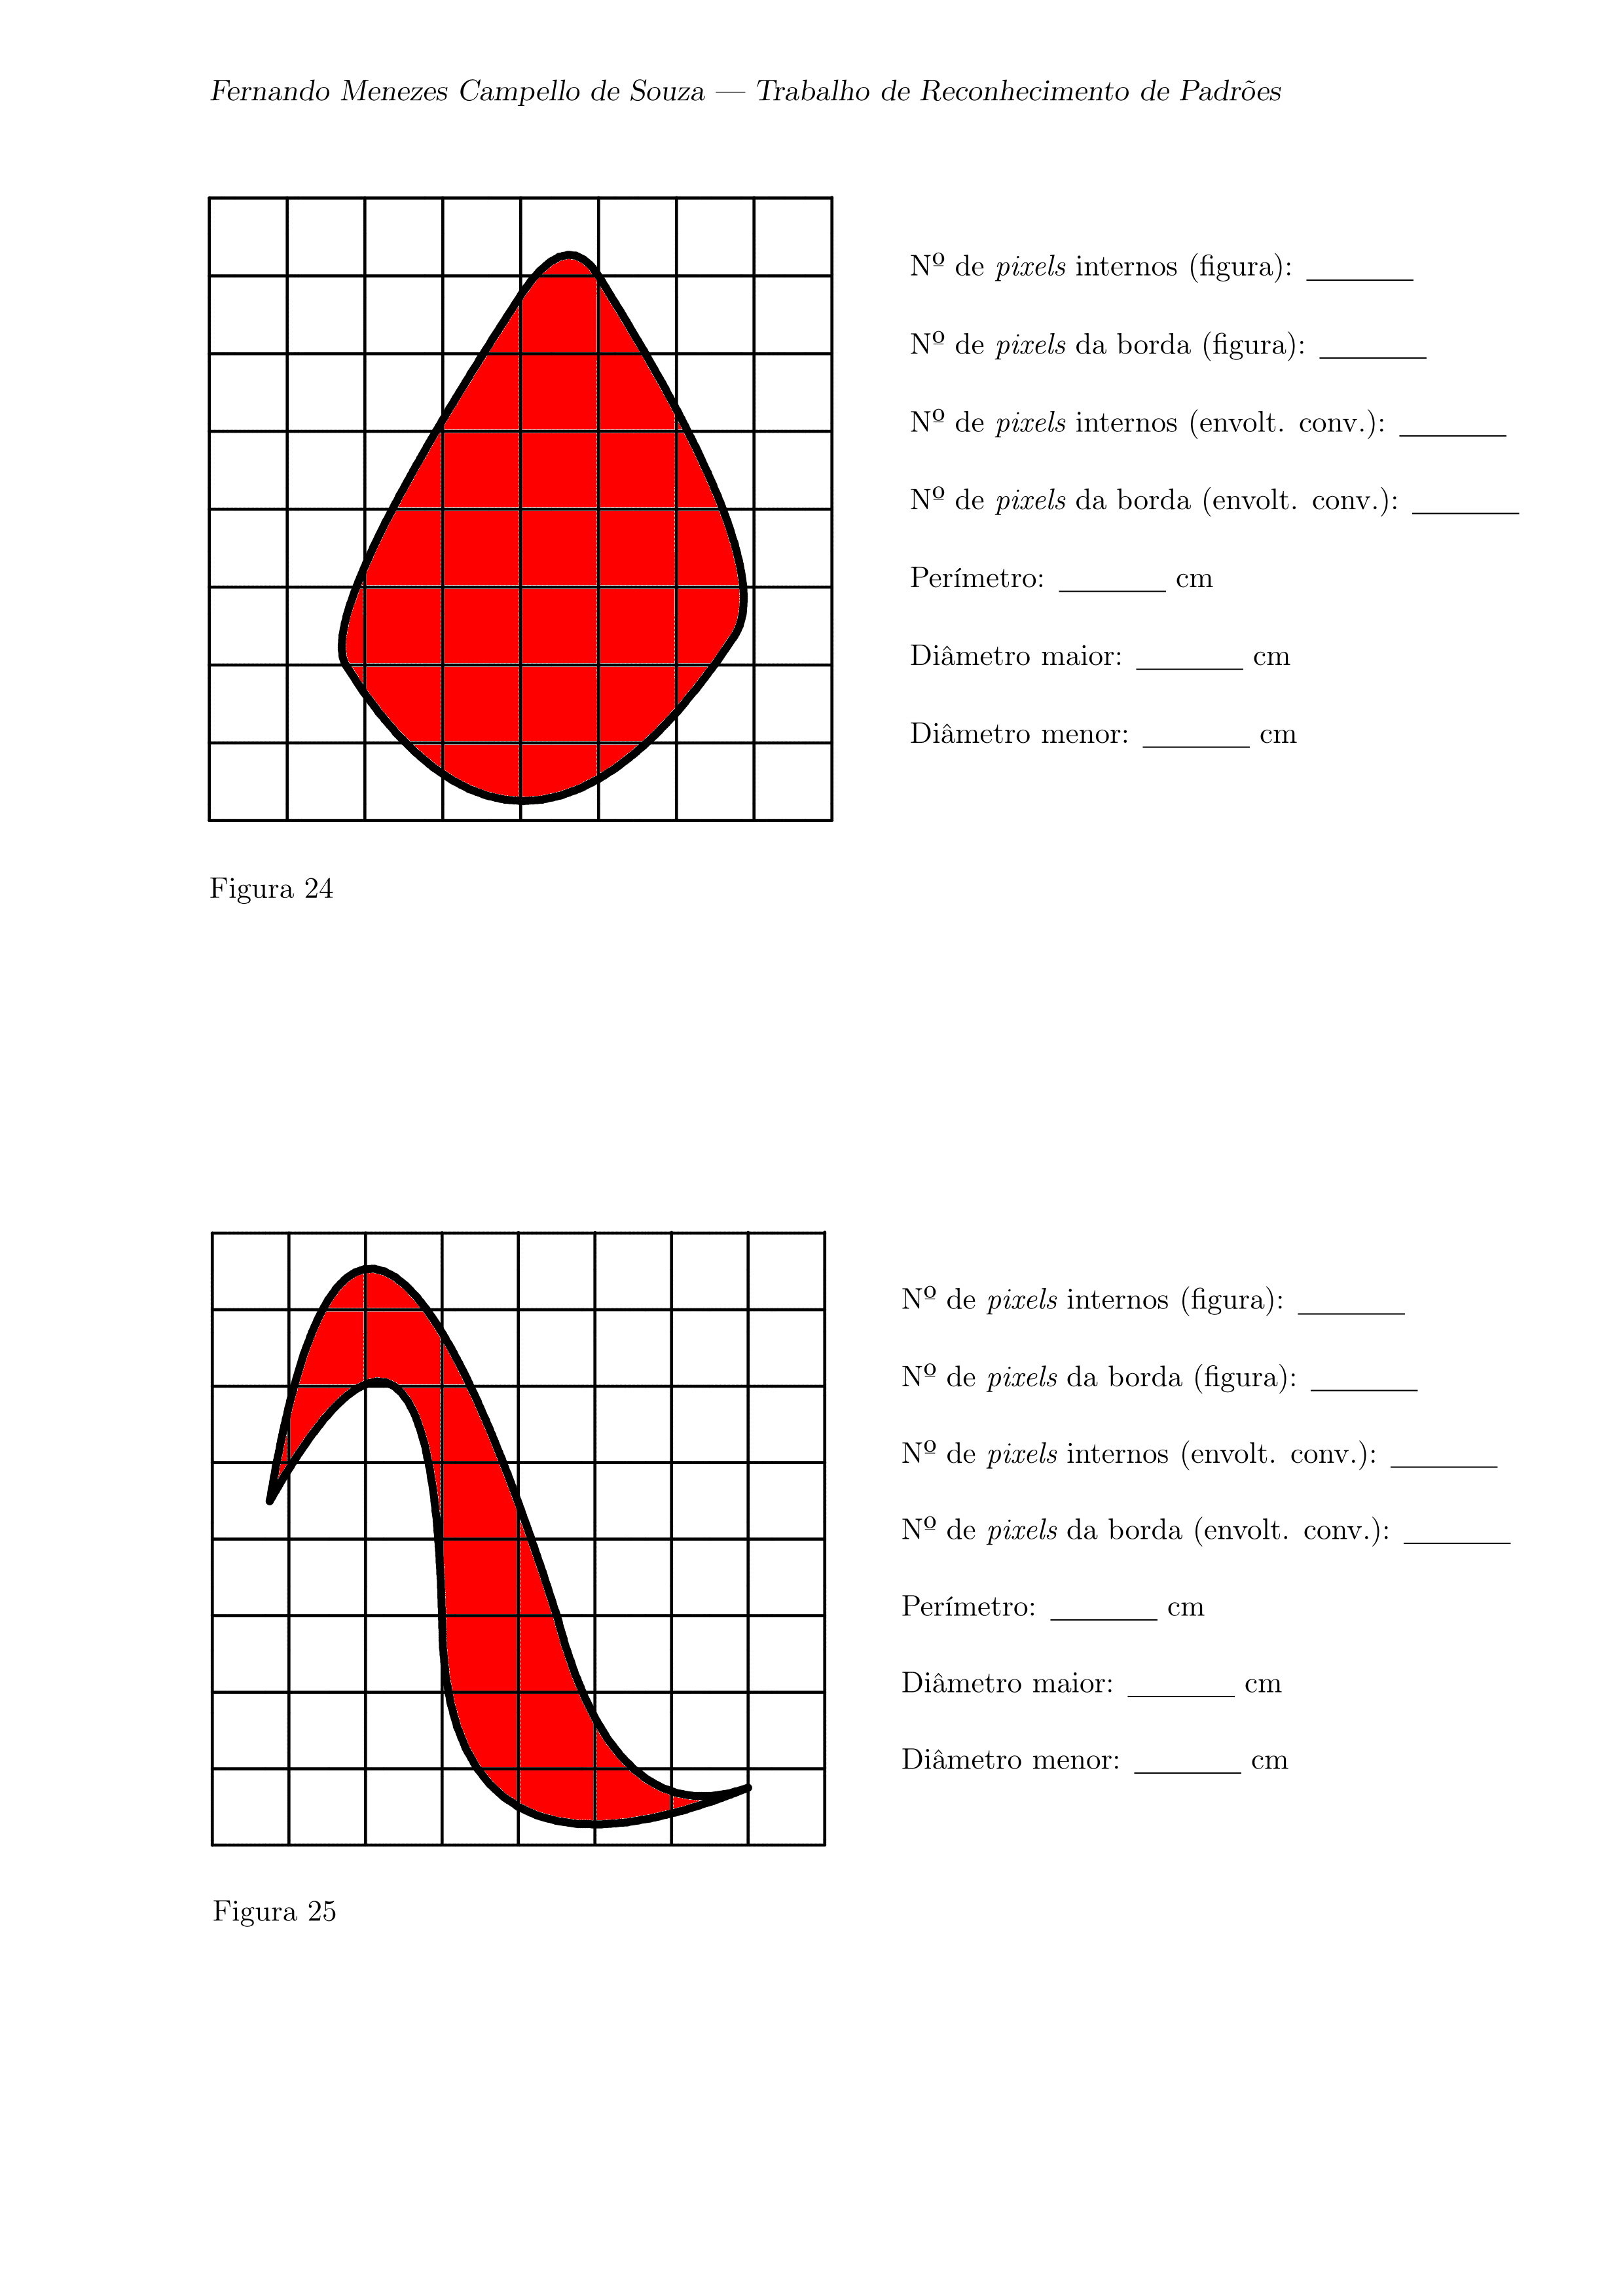 Fernando Menezes Campello de Souza — Trabalho de Reconhecimento de Padrões
Nº de pixels internos (figura): _______
Nº de pixels da borda (figura): _______
Nº de pixels internos (envolt. conv.): _______
Nº de pixels da borda (envolt. conv.): _______
Perímetro: _______ cm
Diâmetro maior: _______ cm
Diâmetro menor: _______ cm
Figura 24
Nº de pixels internos (figura): _______
Nº de pixels da borda (figura): _______
Nº de pixels internos (envolt. conv.): _______
Nº de pixels da borda (envolt. conv.): _______
Perímetro: _______ cm
Diâmetro maior: _______ cm
Diâmetro menor: _______ cm
Figura 25